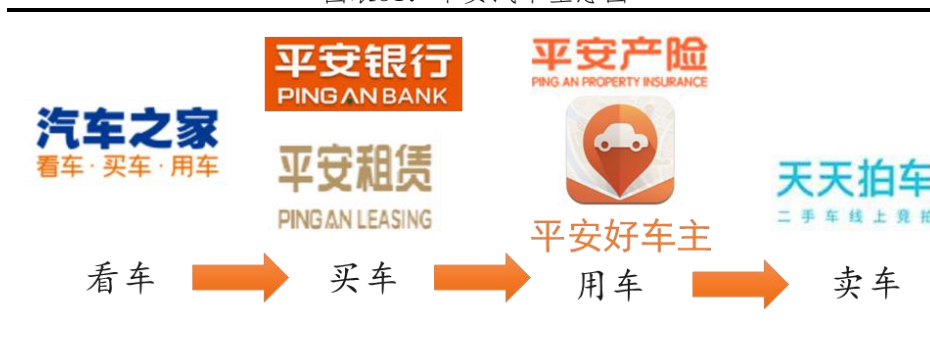 汽车之家
看车·买车·用车
平安银行
PING AN BANK
平安租赁
PING AN LEASING
平安产险
PING AN PROPERTY INSURANCE
平安好车主
天天拍车
二手车线上竞拍
看车
买车
用车
卖车